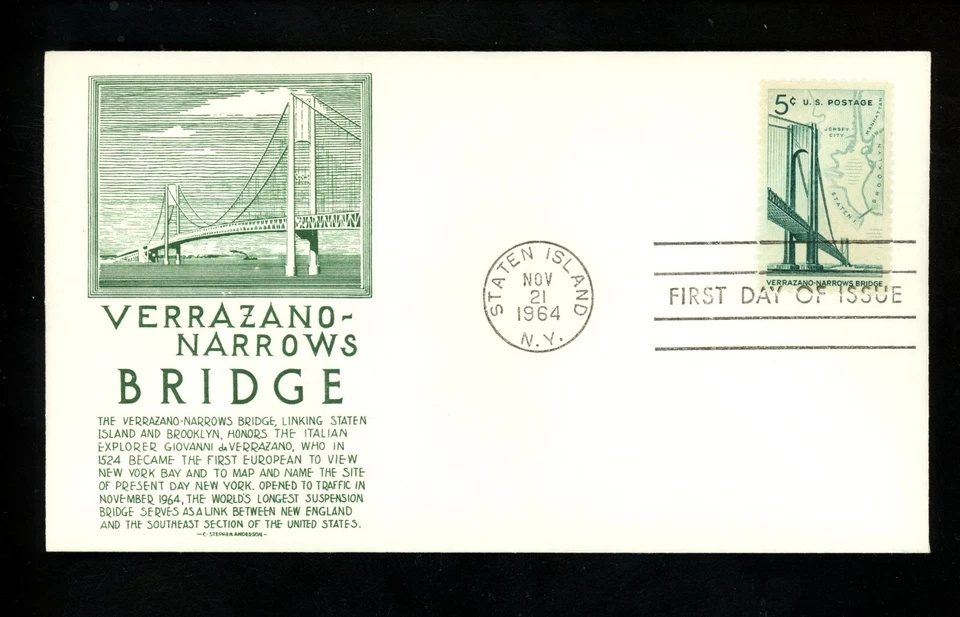 VERRAZANO-
NARROWS
BRIDGE
THE VERRAZANO-NARROWS BRIDGE, LINKING STATEN
ISLAND AND BROOKLYN, HONORS THE ITALIAN
EXPLORER GIOVANNI da VERRAZANO, WHO IN
1524 BECAME THE FIRST EUROPEAN TO VIEW
NEW YORK BAY AND TO MAP AND NAME THE SITE
OF PRESENT DAY NEW YORK. OPENED TO TRAFFIC IN
NOVEMBER 1964, THE WORLD'S LONGEST SUSPENSION
BRIDGE SERVES AS A LINK BETWEEN NEW ENGLAND
AND THE SOUTHEAST SECTION OF THE UNITED STATES.
-C. STEPHEN ANDERSON-
STATEN ISLAND
NOV
21
1964
N.Y.
5¢ U.S. POSTAGE
JERSEY
CITY
MANHATTAN
BROOKLYN
STATEN I.
VERRAZANO-NARROWS BRIDGE
FIRST DAY OF ISSUE